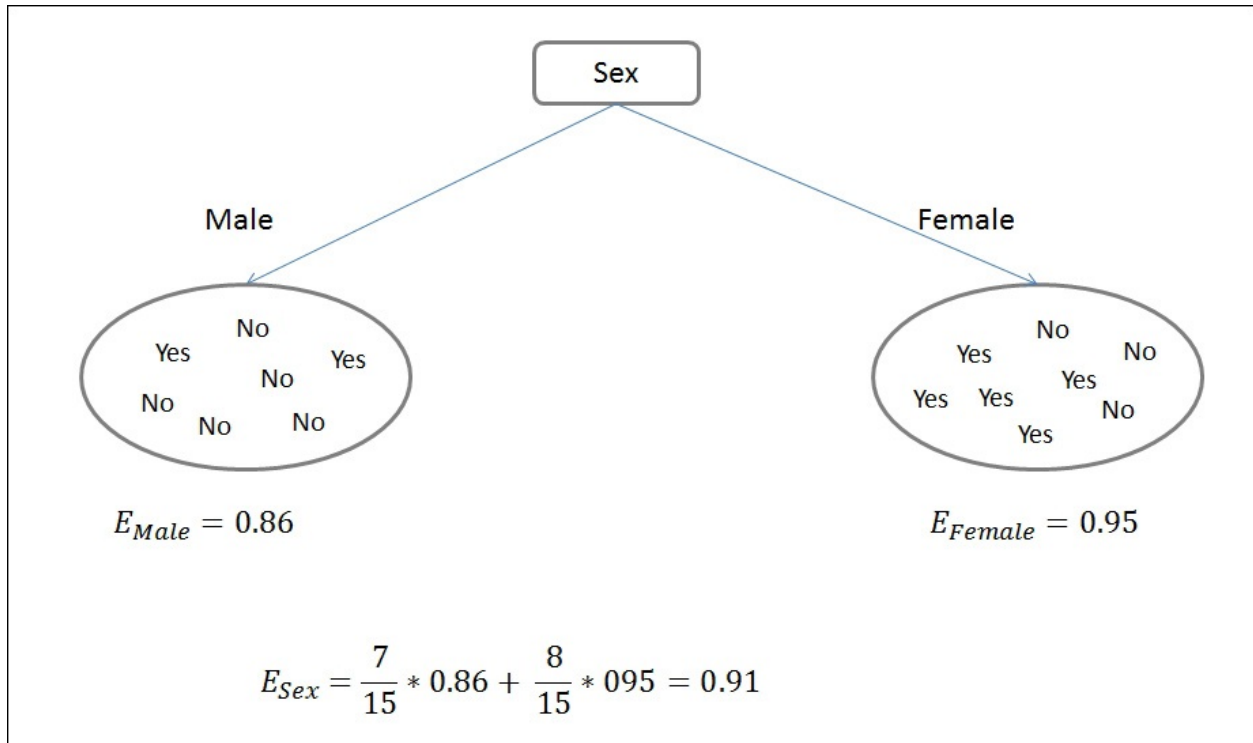 Sex
Male
Female
No
Yes
Yes
No
No
No
No
No
Yes
No
Yes
Yes
Yes
No
Yes
E_Male = 0.86
E_Female = 0.95
E_Sex = 7/15 * 0.86 + 8/15 * 095 = 0.91